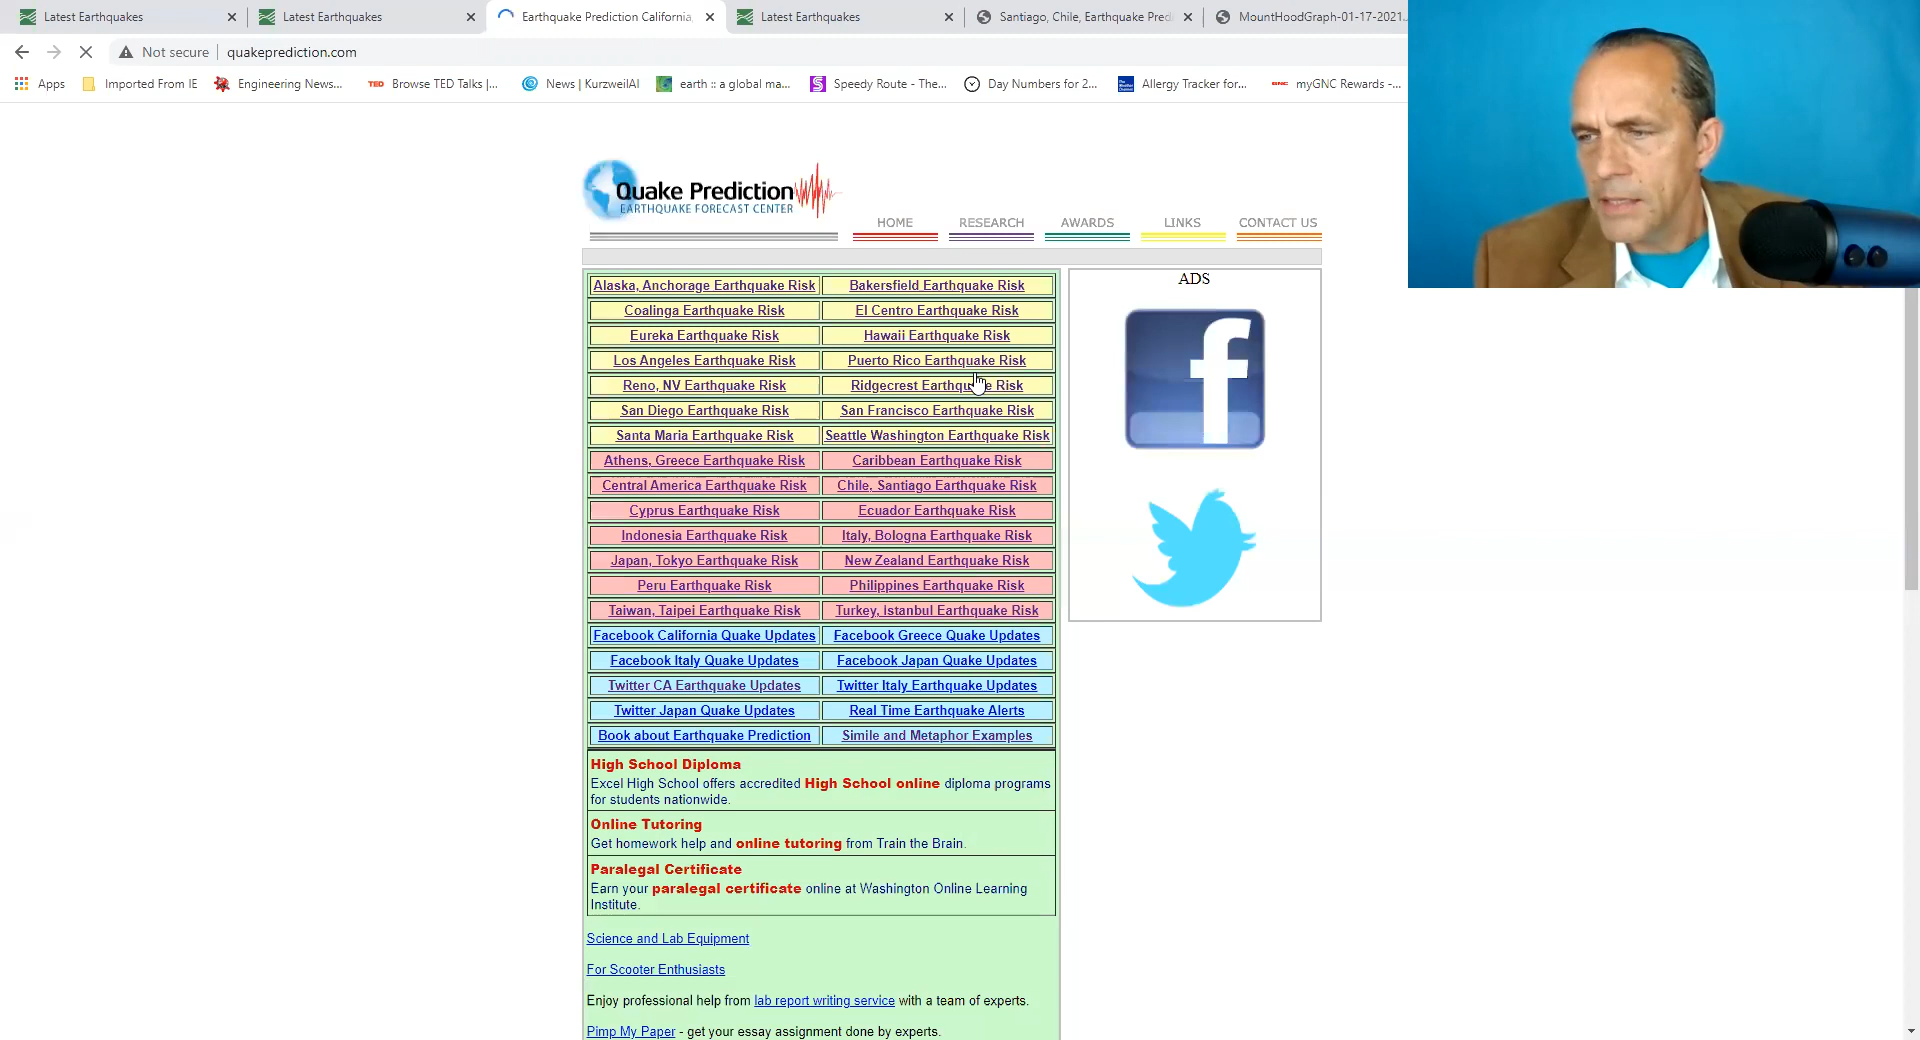 Latest Earthquakes
Latest Earthquakes
Earthquake Prediction California,
Latest Earthquakes
Santiago, Chile, Earthquake Pred
MountHoodGraph-01-17-2021...
Not secure
quakeprediction.com
Apps
Imported From IE
Engineering News...
TED Browse TED Talks |...
News | KurzweilAI
earth :: a global ma...
Speedy Route - The...
Day Numbers for 2...
Allergy Tracker for...
GNC myGNC Rewards -...
Quake Prediction
EARTHQUAKE FORECAST CENTER
HOME RESEARCH AWARDS LINKS CONTACT US
Alaska, Anchorage Earthquake Risk Bakersfield Earthquake Risk
Coalinga Earthquake Risk El Centro Earthquake Risk
Eureka Earthquake Risk Hawaii Earthquake Risk
Los Angeles Earthquake Risk Puerto Rico Earthquake Risk
Reno, NV Earthquake Risk Ridgecrest Earthquake Risk
San Diego Earthquake Risk San Francisco Earthquake Risk
Santa Maria Earthquake Risk Seattle Washington Earthquake Risk
Athens, Greece Earthquake Risk Caribbean Earthquake Risk
Central America Earthquake Risk Chile, Santiago Earthquake Risk
Cyprus Earthquake Risk Ecuador Earthquake Risk
Indonesia Earthquake Risk Italy, Bologna Earthquake Risk
Japan, Tokyo Earthquake Risk New Zealand Earthquake Risk
Peru Earthquake Risk Philippines Earthquake Risk
Taiwan, Taipei Earthquake Risk Turkey, Istanbul Earthquake Risk
Facebook California Quake Updates Facebook Greece Quake Updates
Facebook Italy Quake Updates Facebook Japan Quake Updates
Twitter CA Earthquake Updates Twitter Italy Earthquake Updates
Twitter Japan Quake Updates Real Time Earthquake Alerts
Book about Earthquake Prediction Simile and Metaphor Examples
High School Diploma
Excel High School offers accredited High School online diploma programs
for students nationwide.
Online Tutoring
Get homework help and online tutoring from Train the Brain.
Paralegal Certificate
Earn your paralegal certificate online at Washington Online Learning
Institute.
Science and Lab Equipment
For Scooter Enthusiasts
Enjoy professional help from lab report writing service with a team of experts.
Pimp My Paper - get your essay assignment done by experts.
ADS
f